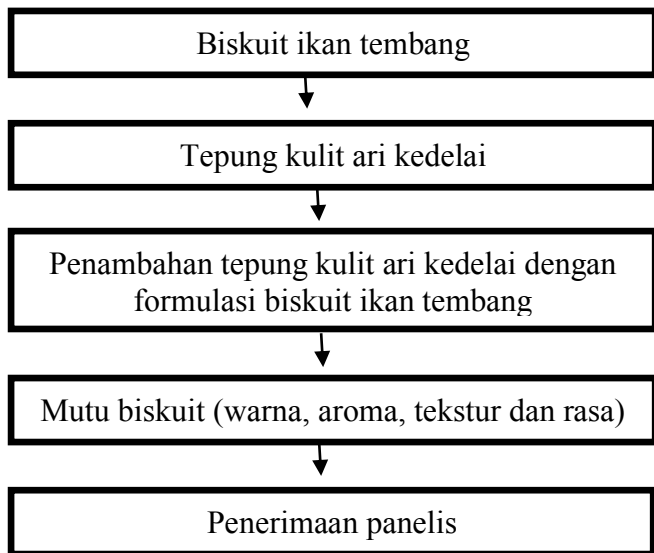 Biskuit ikan tembang
Tepung kulit ari kedelai
Penambahan tepung kulit ari kedelai dengan
formulasi biskuit ikan tembang
Mutu biskuit (warna, aroma, tekstur dan rasa)
Penerimaan panelis